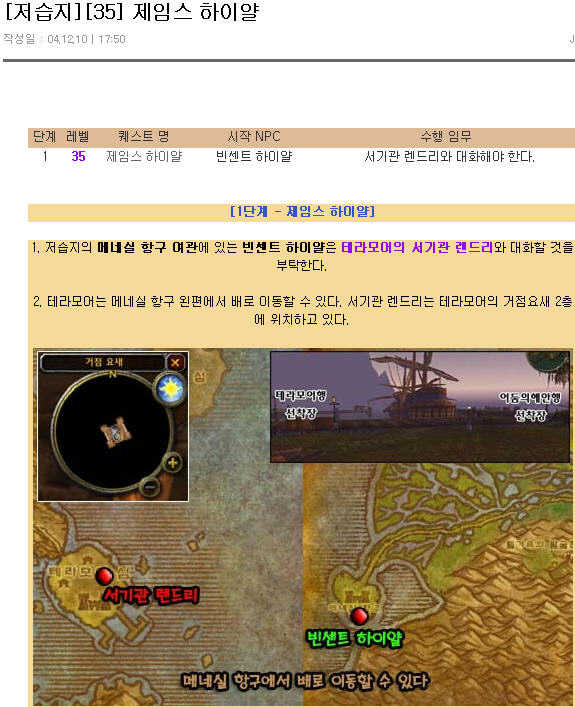 [저습지][35] 제임스 하이얄
작성일 : 04.12.10 | 17:50
단계 레벨 퀘스트 명 시작 NPC 수행 임무
1 35 제임스 하이얄 빈센트 하이얄 서기관 렌드리와 대화해야 한다.
[1단계 - 제임스 하이얄]
1. 저습지의 메네실 항구 여관에 있는 빈센트 하이얄은 테라모어의 서기관 렌드리와 대화할 것을
부탁한다.
2. 테라모어는 메네실 항구 왼편에서 배로 이동할 수 있다. 서기관 렌드리는 테라모어의 거점요새 2층
에 위치하고 있다.
거점 요새
N
섬
테라모어행
선착장
어둠의해안행
선착장
테라모 섬
서기관 렌드리
빈센트 하이얄
메네실 항구에서 배로 이동할 수 있다